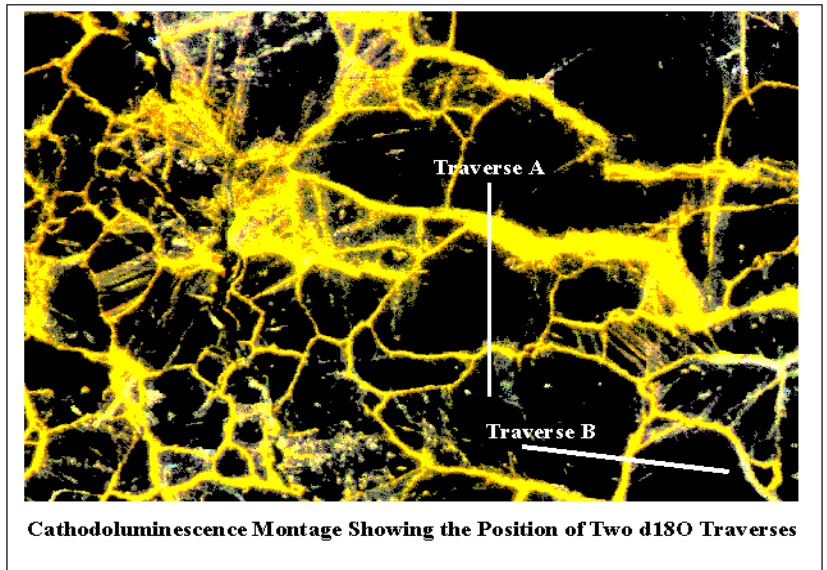 Traverse A
Traverse B
Cathodoluminescence Montage Showing the Position of Two d18O Traverses